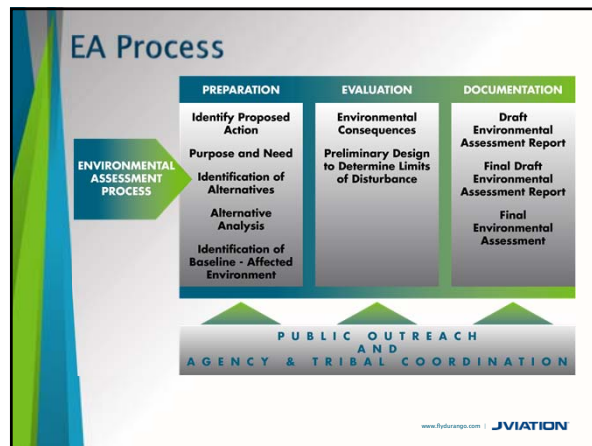 EA Process
ENVIRONMENTAL
ASSESSMENT
PROCESS
PREPARATION
Identify Proposed
Action
Purpose and Need
Identification of
Alternatives
Alternative
Analysis
Identification of
Baseline - Affected
Environment
EVALUATION
Environmental
Consequences
Preliminary Design
to Determine Limits
of Disturbance
DOCUMENTATION
Draft
Environmental
Assessment Report
Final Draft
Environmental
Assessment Report
Final
Environmental
Assessment
PUBLIC OUTREACH
AND
AGENCY & TRIBAL COORDINATION
www.flydurango.com | JVIATION